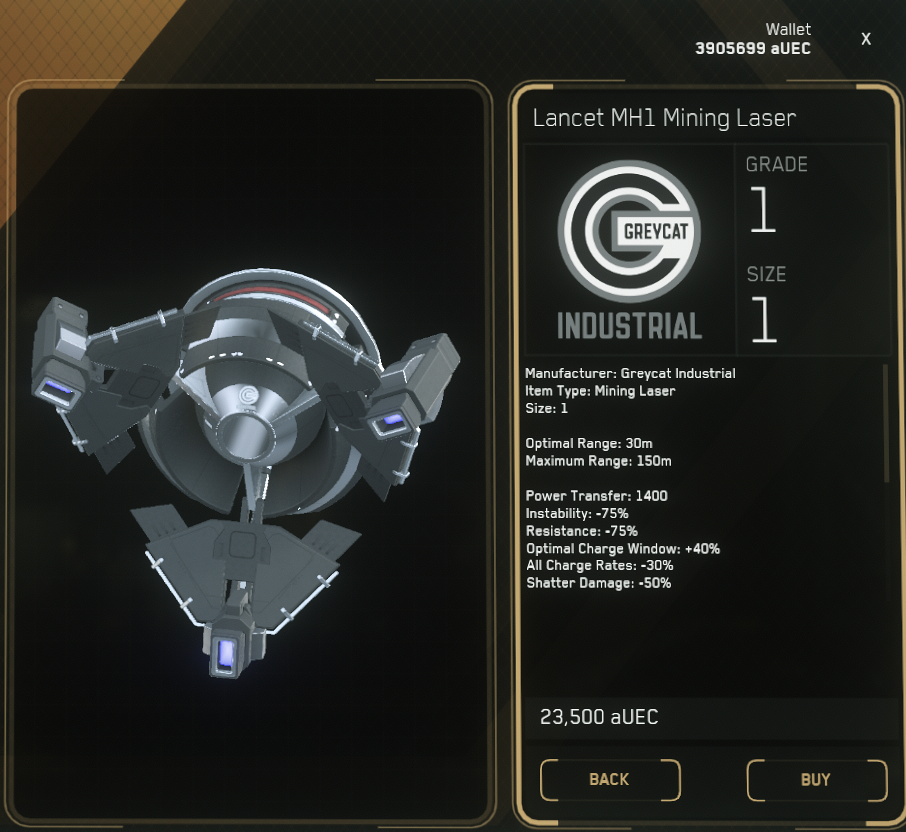 Wallet
3905699 aUEC
X
Lancet MH1 Mining Laser
GREYCAT
INDUSTRIAL
GRADE
1
SIZE
1
Manufacturer: Greycat Industrial
Item Type: Mining Laser
Size: 1
Optimal Range: 30m
Maximum Range: 150m
Power Transfer: 1400
Instability: -75%
Resistance: -75%
Optimal Charge Window: +40%
All Charge Rates: -30%
Shatter Damage: -50%
23,500 aUEC
BACK
BUY